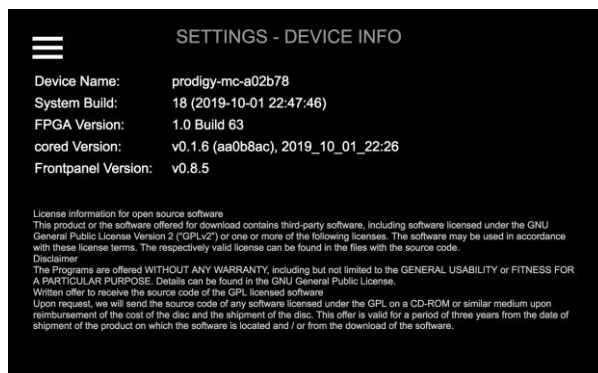 SETTINGS - DEVICE INFO
Device Name: prodigy-mc-a02b78
System Build: 18 (2019-10-01 22:47:46)
FPGA Version: 1.0 Build 63
cored Version: v0.1.6 (aa0b8ac), 2019_10_01_22:26
Frontpanel Version: v0.8.5
License information for open source software
This product or the software offered for download contains third-party software, including software licensed under the GNU
General Public License Version 2 ("GPLv2") or one or more of the following licenses. The software may be used in accordance
with these license terms. The respectively valid license can be found in the files with the source code.
Disclaimer
The Programs are offered WITHOUT ANY WARRANTY, including but not limited to the GENERAL USABILITY or FITNESS FOR
A PARTICULAR PURPOSE. Details can be found in the GNU General Public License.
Written offer to receive the source code of the GPL licensed software
Upon request, we will send the source code of any software licensed under the GPL on a CD-ROM or similar medium upon
reimbursement of the cost of the disc and the shipment of the disc. This offer is valid for a period of three years from the date of
shipment of the product on which the software is located and / or from the download of the software.